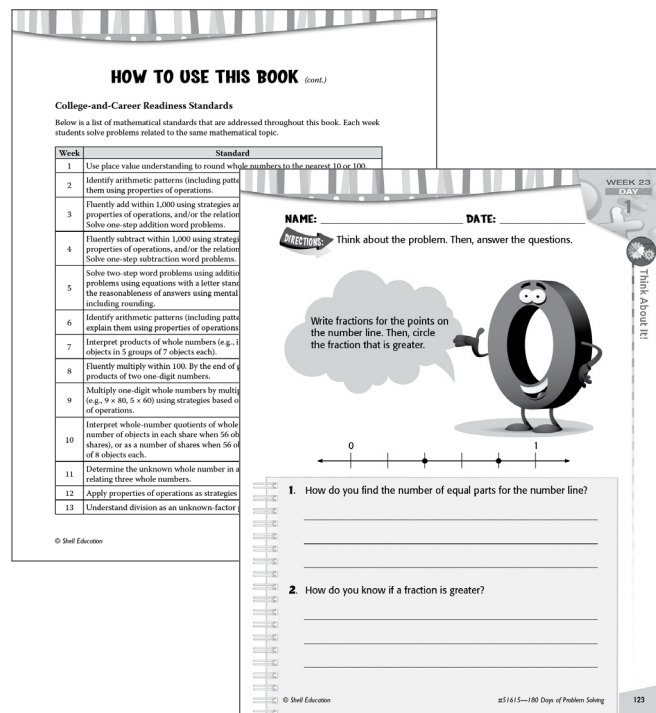 HOW TO USE THIS BOOK (cont.)
College-and-Career Readiness Standards
Below is a list of mathematical standards that are addressed throughout this book. Each week
students solve problems related to the same mathematical topic.
Week Standard
1 Use place value understanding to round whole numbers to the nearest 10 or 100.
2 Identify arithmetic patterns (including patte
them using properties of operations.
3 Fluently add within 1,000 using strategies an
properties of operations, and/or the relation
Solve one-step addition word problems.
4 Fluently subtract within 1,000 using strategi
properties of operations, and/or the relation
Solve one-step subtraction word problems.
5 Solve two-step word problems using additio
problems using equations with a letter stand
the reasonableness of answers using mental
including rounding.
6 Identify arithmetic patterns (including patte
explain them using properties of operations
7 Interpret products of whole numbers (e.g., i
objects in 5 groups of 7 objects each).
8 Fluently multiply within 100. By the end of g
products of two one-digit numbers.
9 Multiply one-digit whole numbers by multip
(e.g., 9 × 80, 5 × 60) using strategies based o
of operations.
10 Interpret whole-number quotients of whole
number of objects in each share when 56 ob
shares), or as a number of shares when 56 ob
of 8 objects each.
11 Determine the unknown whole number in a
relating three whole numbers.
12 Apply properties of operations as strategies
13 Understand division as an unknown-factor p
© Shell Education
WEEK 23
DAY
1
Think About It!
NAME: DATE:
DIRECTIONS: Think about the problem. Then, answer the questions.
Write fractions for the points on
the number line. Then, circle
the fraction that is greater.
0 1
1. How do you find the number of equal parts for the number line?
2. How do you know if a fraction is greater?
© Shell Education #51615—180 Days of Problem Solving 123